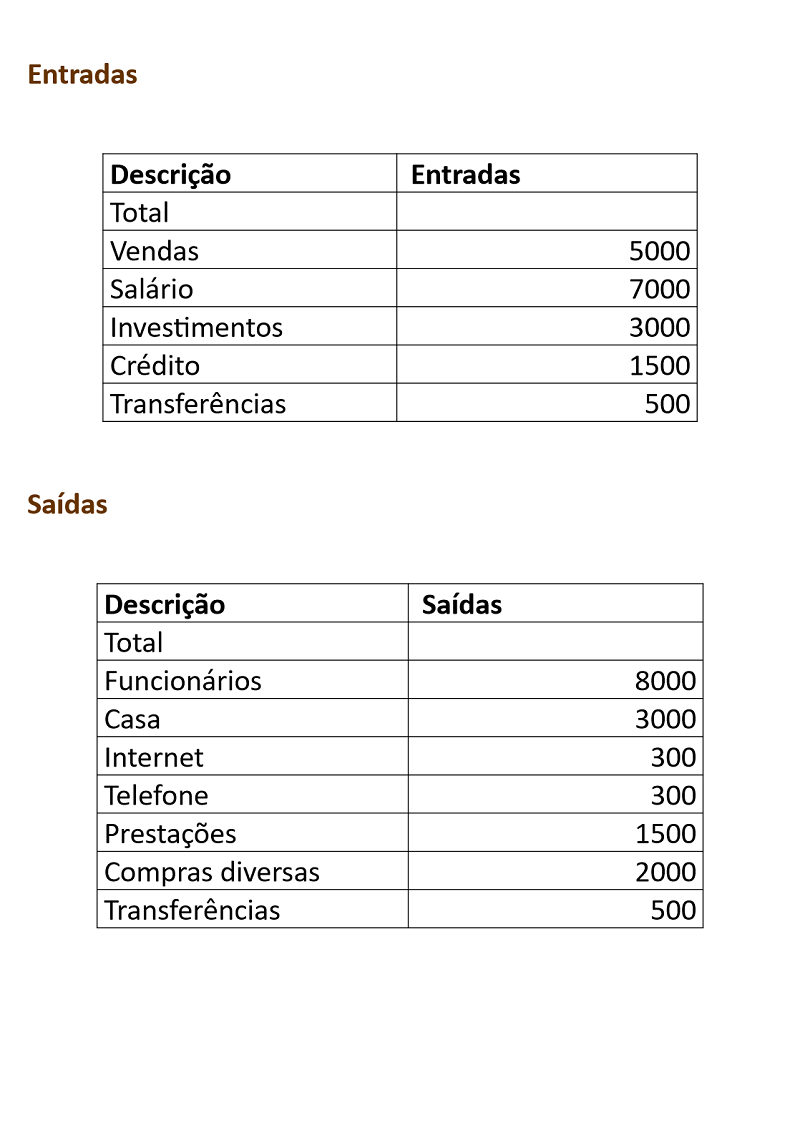 Entradas
Descrição Entradas
Total
Vendas 5000
Salário 7000
Investimentos 3000
Crédito 1500
Transferências 500
Saídas
Descrição Saídas
Total
Funcionários 8000
Casa 3000
Internet 300
Telefone 300
Prestações 1500
Compras diversas 2000
Transferências 500